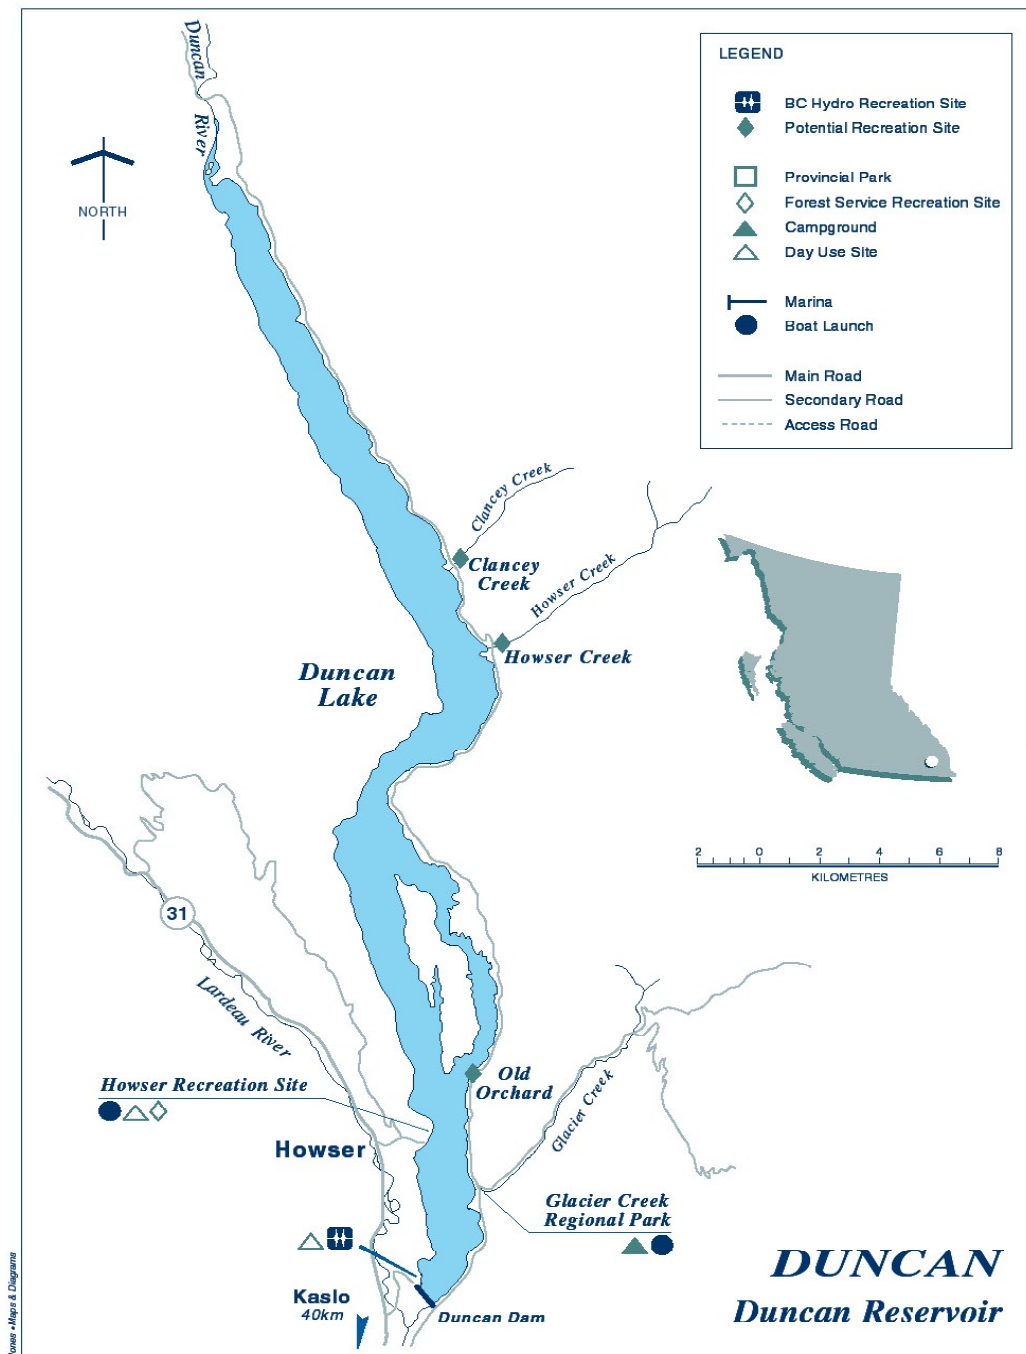 Duncan
River
NORTH
LEGEND
BC Hydro Recreation Site
Potential Recreation Site
Provincial Park
Forest Service Recreation Site
Campground
Day Use Site
Marina
Boat Launch
Main Road
Secondary Road
Access Road
Clancey Creek
Clancey
Creek
Howser Creek
Howser Creek
Duncan
Lake
2 0 2 4 6 8
KILOMETRES
31
Lardeau River
Old
Orchard
Howser Recreation Site
Glacier Creek
Howser
Glacier Creek
Regional Park
Kaslo
40km
Duncan Dam
DUNCAN
Duncan Reservoir
Maps & Diagrams